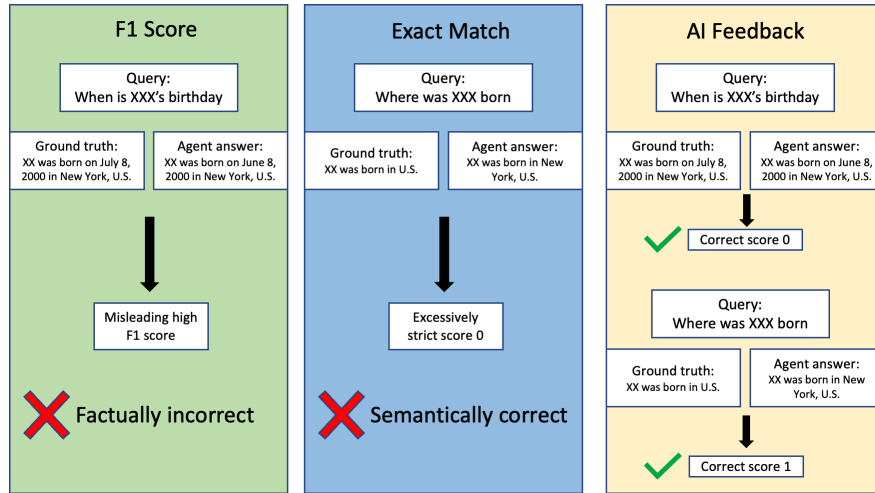 F1 Score
Query:
When is XXX's birthday
Ground truth:
XX was born on July 8,
2000 in New York, U.S.
Agent answer:
XX was born on June 8,
2000 in New York, U.S.
Misleading high
F1 score
Factually incorrect
Exact Match
Query:
Where was XXX born
Ground truth:
XX was born in U.S.
Agent answer:
XX was born in New
York, U.S.
Excessively
strict score 0
Semantically correct
AI Feedback
Query:
When is XXX's birthday
Ground truth:
XX was born on July 8,
2000 in New York, U.S.
Agent answer:
XX was born on June 8,
2000 in New York, U.S.
Correct score 0
Query:
Where was XXX born
Ground truth:
XX was born in U.S.
Agent answer:
XX was born in New
York, U.S.
Correct score 1